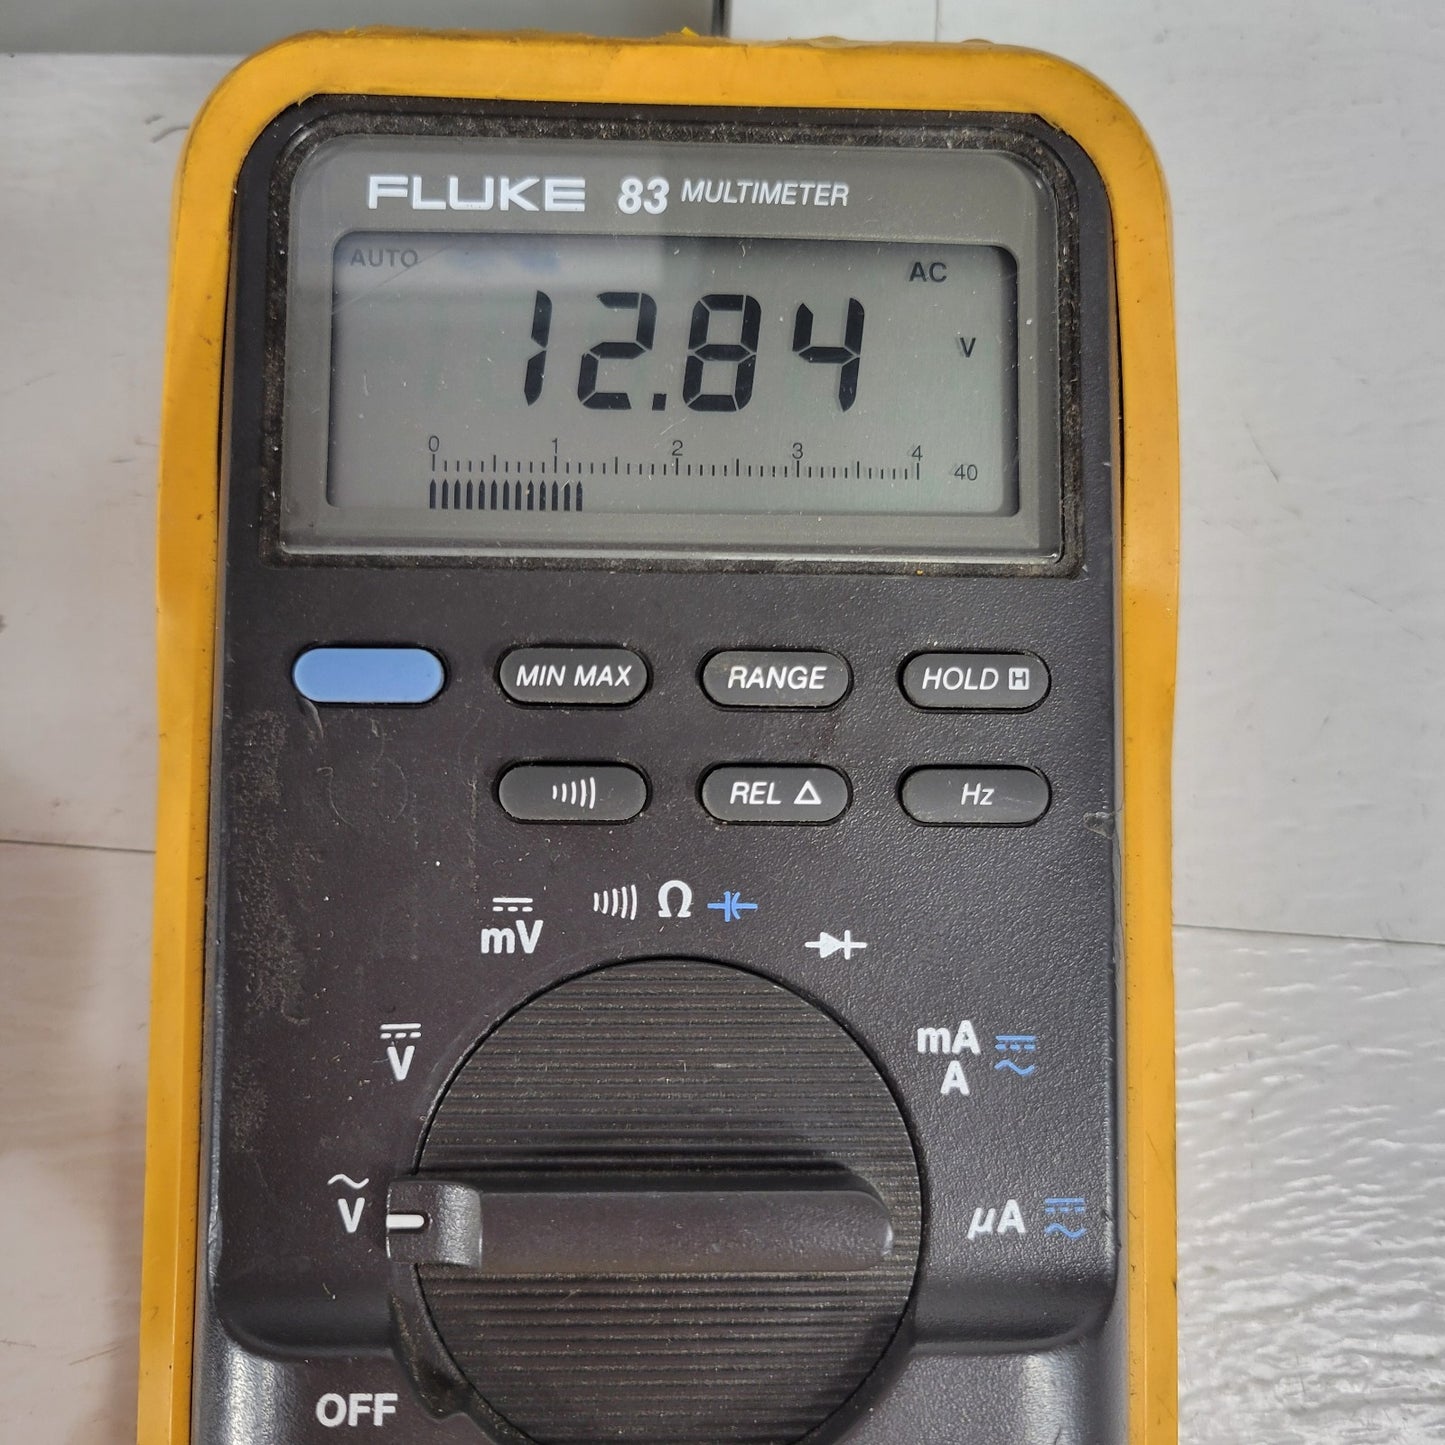 FLUKE 83 MULTIMETER
AUTO AC
12.84 V
0 1 2 3 4 40
MIN MAX RANGE HOLD H
REL Δ Hz
mV Ω
V mA
A
V μA
OFF